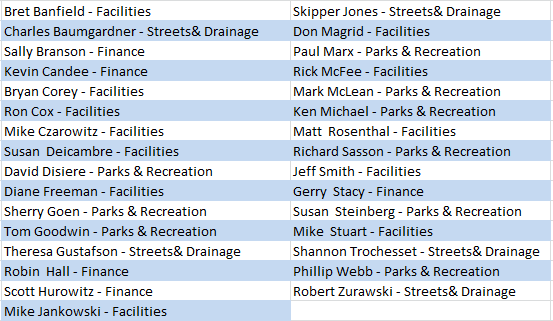 Bret Banfield - Facilities
Charles Baumgardner - Streets& Drainage
Sally Branson - Finance
Kevin Candee - Finance
Bryan Corey - Facilities
Ron Cox - Facilities
Mike Czarowitz - Facilities
Susan  Deicambre - Facilities
David Disiere - Parks & Recreation
Diane Freeman - Facilities
Sherry Goen - Parks & Recreation
Tom Goodwin - Parks & Recreation
Theresa Gustafson - Streets& Drainage
Robin  Hall - Finance
Scott Hurowitz - Finance
Mike Jankowski - Facilities
Skipper Jones - Streets& Drainage
Don Magrid - Facilities
Paul Marx - Parks & Recreation
Rick McFee - Facilities
Mark McLean - Parks & Recreation
Ken Michael - Parks & Recreation
Matt  Rosenthal - Facilities
Richard Sasson - Parks & Recreation
Jeff Smith - Facilities
Gerry  Stacy - Finance
Susan  Steinberg - Parks & Recreation
Mike  Stuart - Facilities
Shannon Trochesset - Streets& Drainage
Phillip Webb - Parks & Recreation
Robert Zurawski - Streets& Drainage